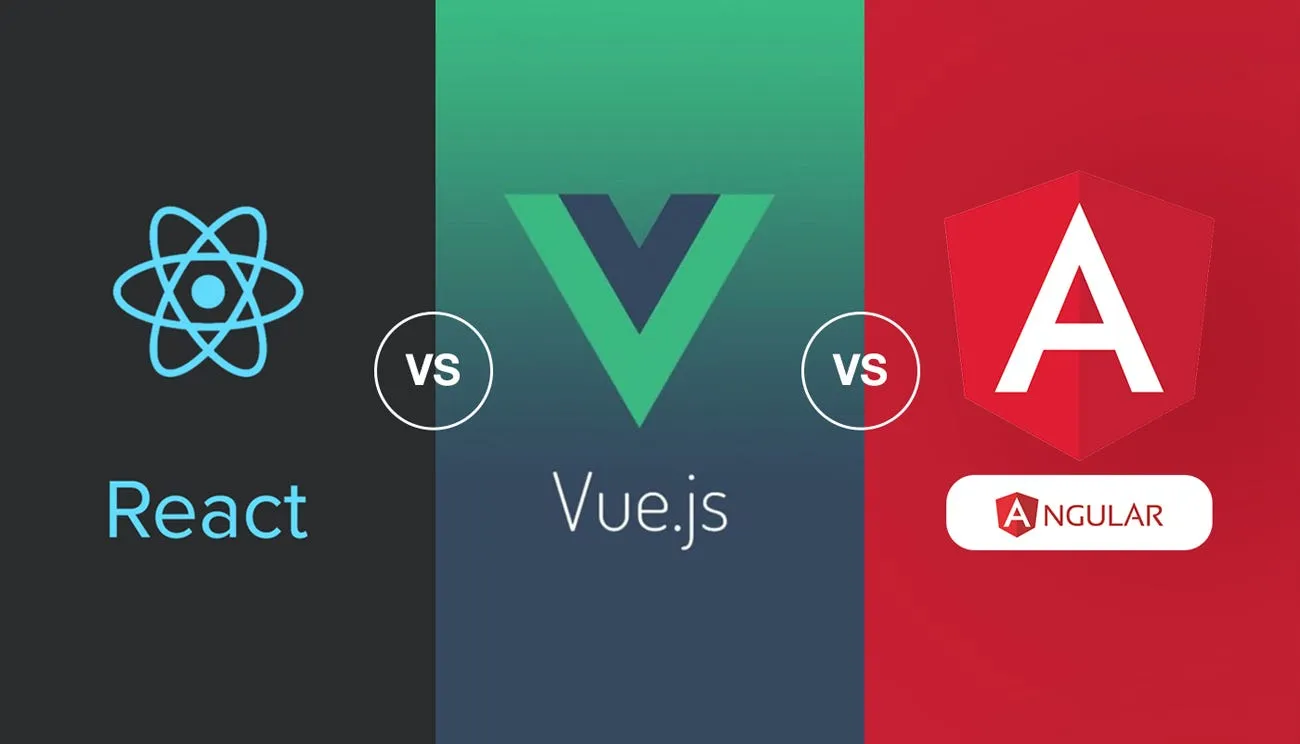 VS
VS
React
Vue.js
ANGULAR